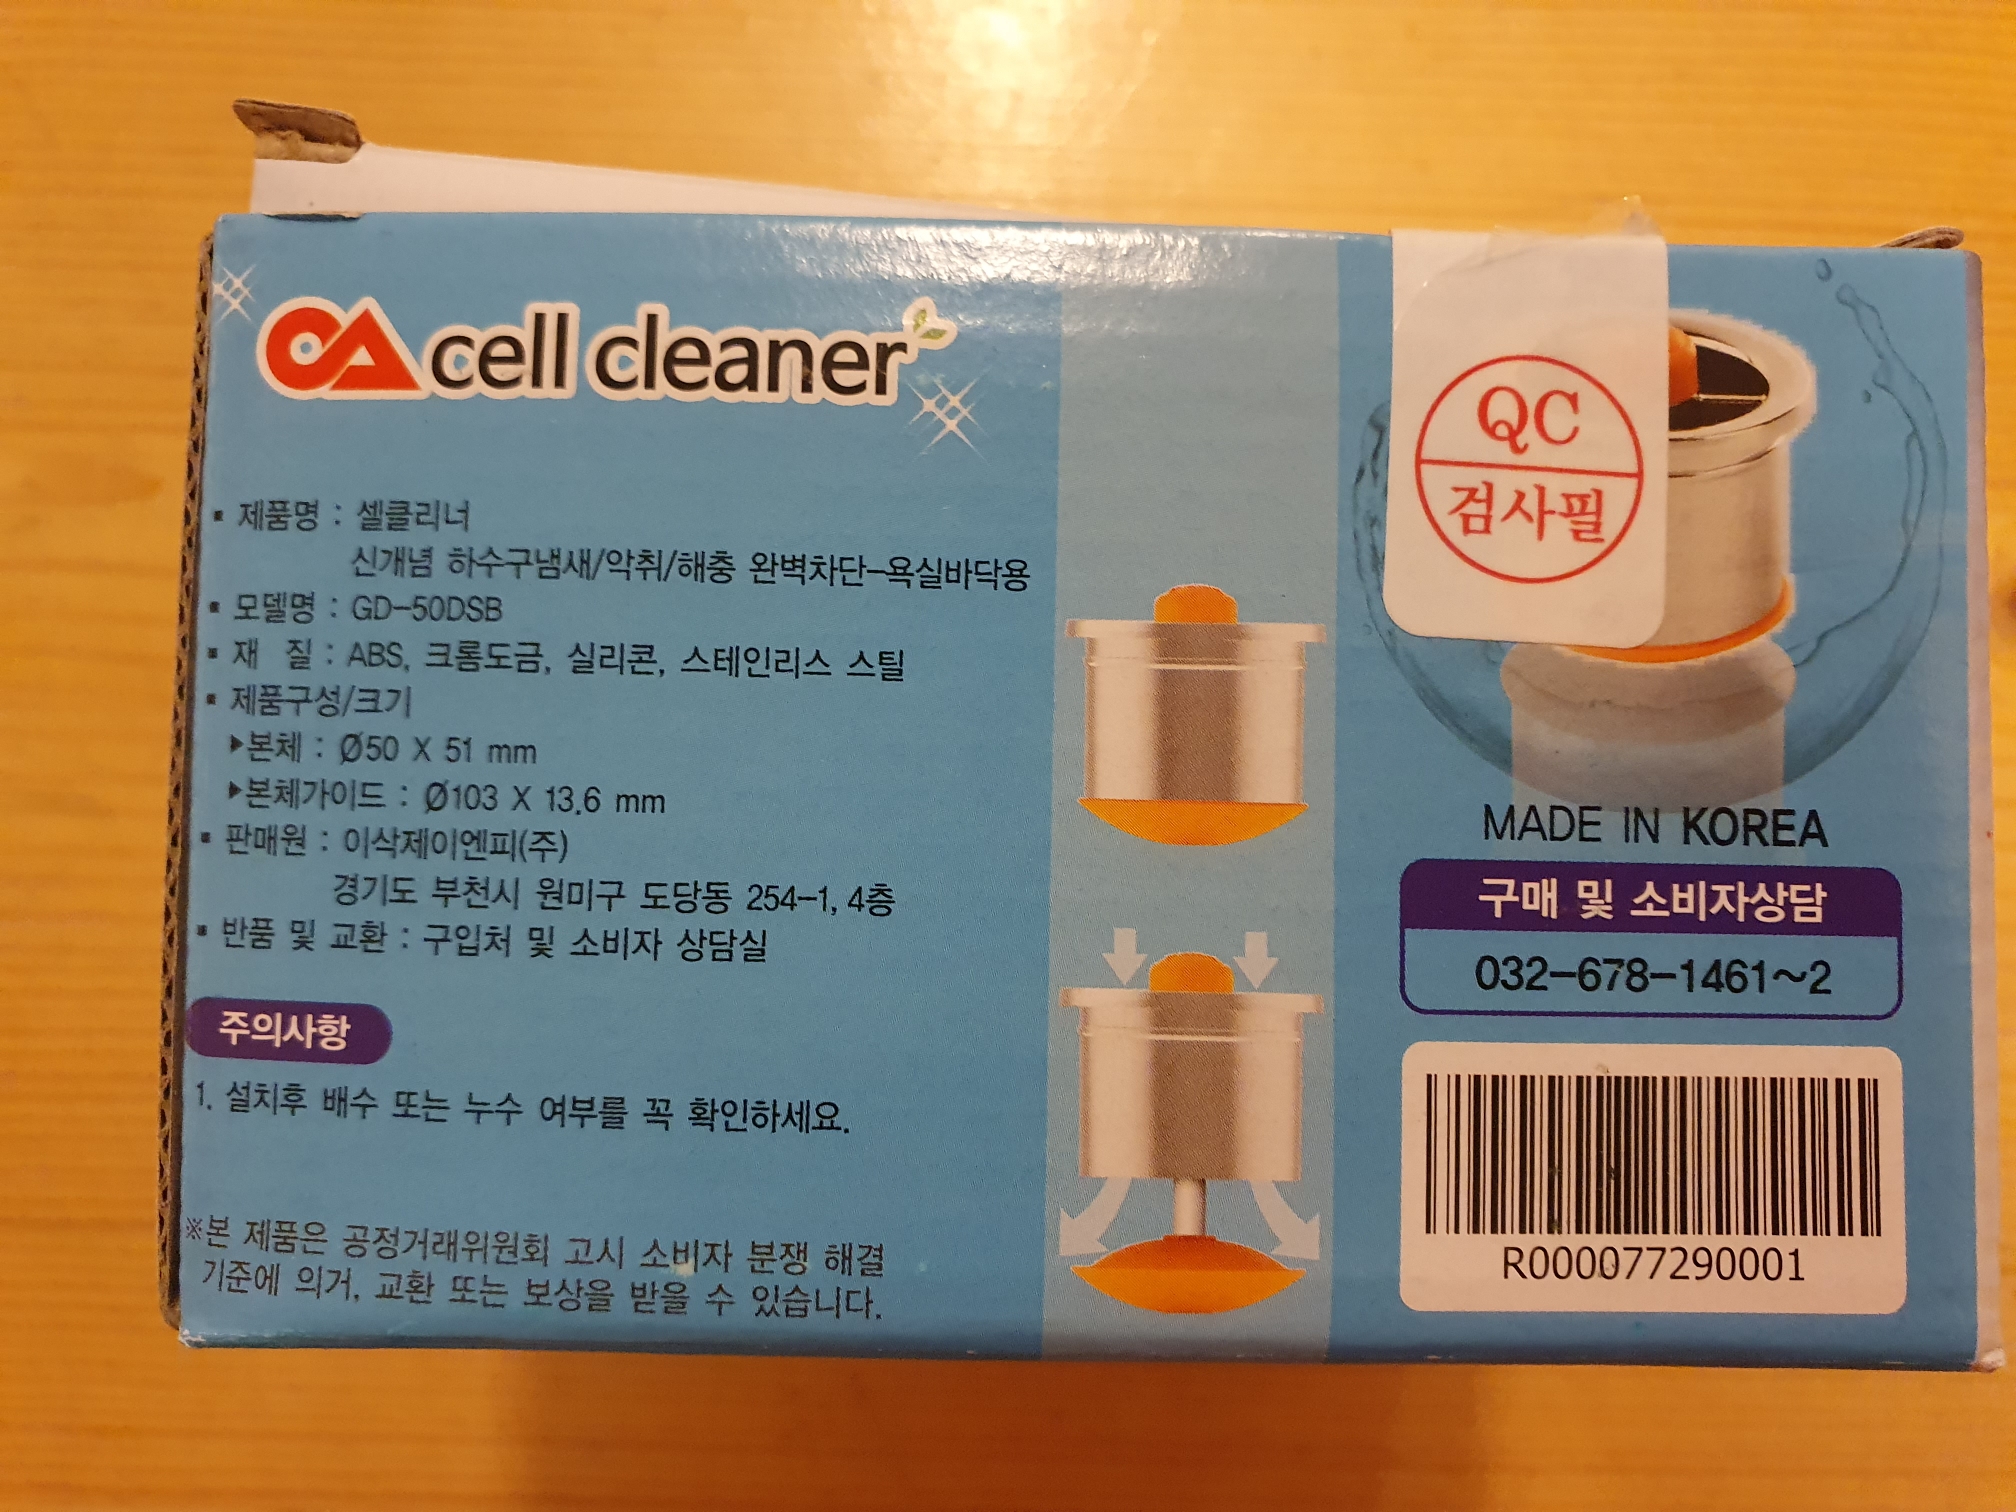 OA cell cleaner
▪ 제품명 : 셀클리너
신개념 하수구냄새/악취/해충 완벽차단-욕실바닥용
▪ 모델명 : GD-50DSB
▪ 재 질 : ABS, 크롬도금, 실리콘, 스테인리스 스틸
▪ 제품구성/크기
▶본체 : Ø50 X 51 mm
▶본체가이드 : Ø103 X 13.6 mm
▪ 판매원 : 이삭제이엔피(주)
경기도 부천시 원미구 도당동 254-1, 4층
▪ 반품 및 교환 : 구입처 및 소비자 상담실
주의사항
1. 설치후 배수 또는 누수 여부를 꼭 확인하세요.
※본 제품은 공정거래위원회 고시 소비자 분쟁 해결
기준에 의거, 교환 또는 보상을 받을 수 있습니다.
QC
검사필
MADE IN KOREA
구매 및 소비자상담
032-678-1461~2
R000077290001